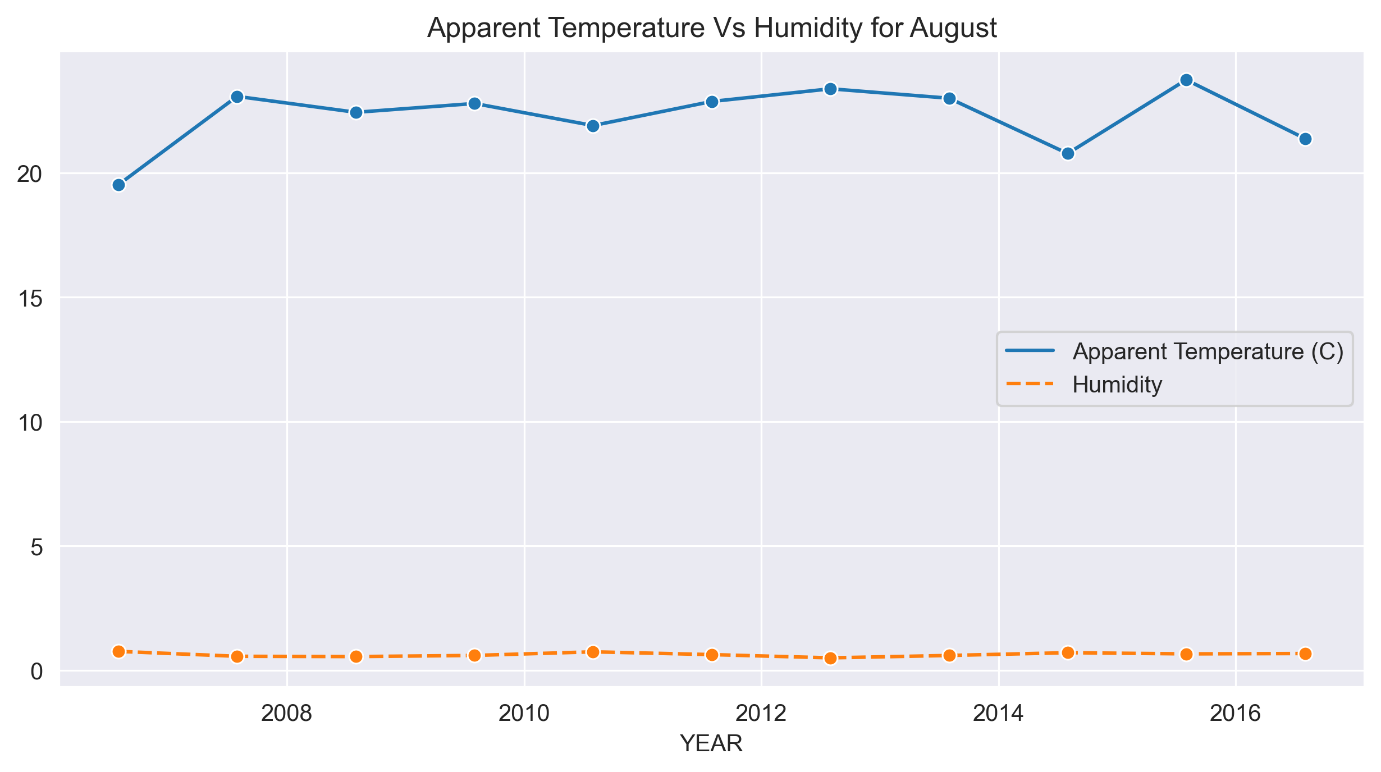 Apparent Temperature Vs Humidity for August
20
15
10
5
0
Apparent Temperature (C)
Humidity
2008 2010 2012 2014 2016
YEAR